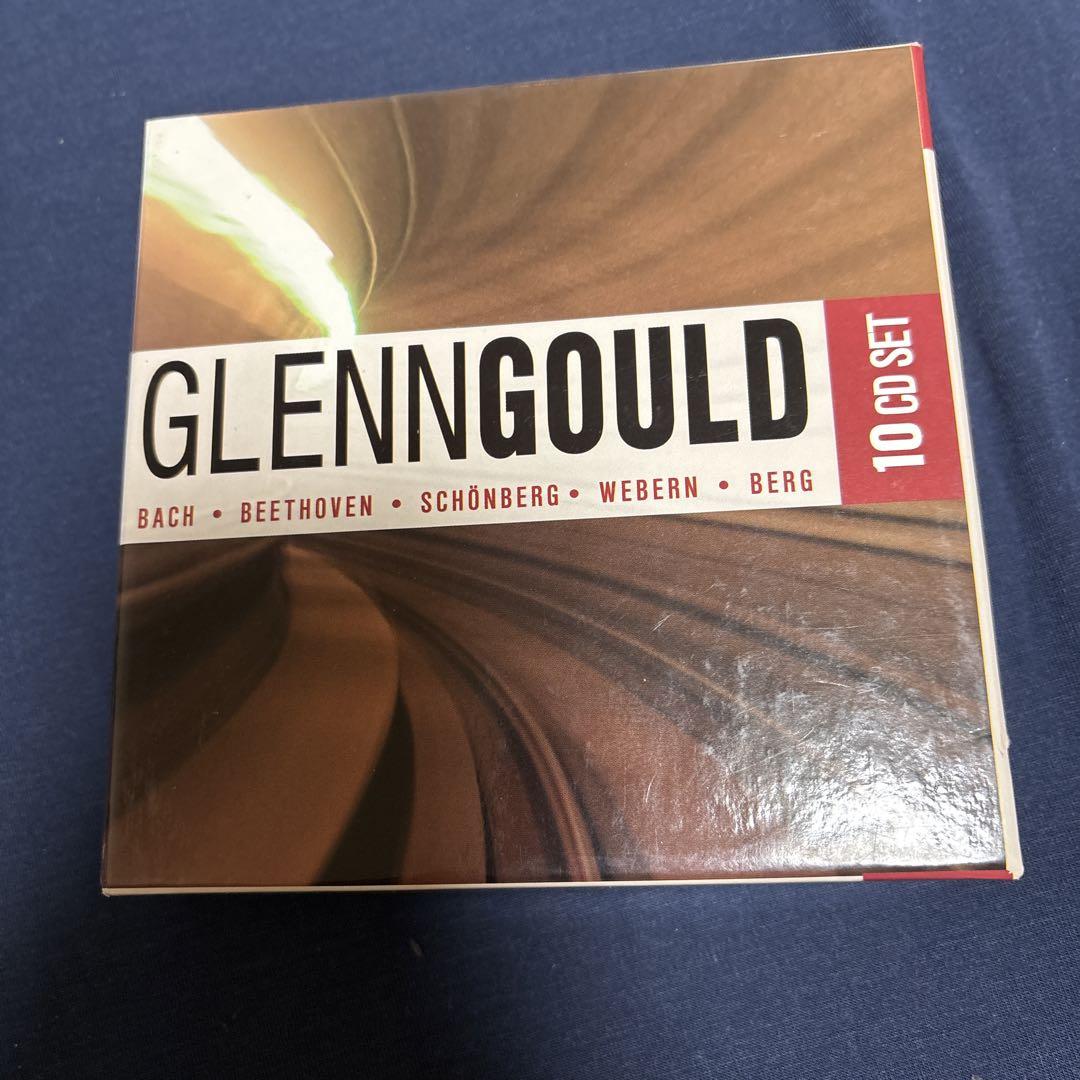 GLENNGOULD
BACH • BEETHOVEN • SCHÖNBERG • WEBERN • BERG
10 CD SET